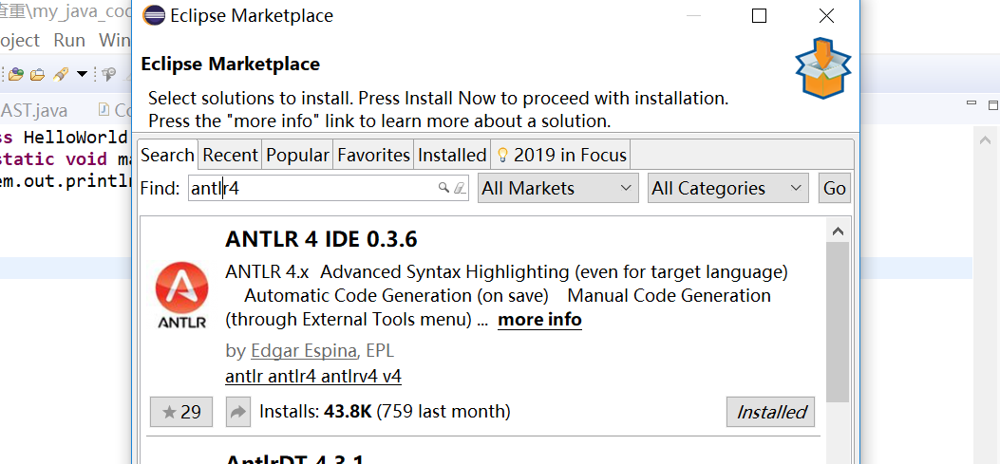 查重\my_java_coc
Eclipse Marketplace
oject Run Win
Eclipse Marketplace
Select solutions to install. Press Install Now to proceed with installation.
Press the "more info" link to learn more about a solution.
AST.java
Co
ss HelloWorld
static void ma
em.out.println
Search Recent Popular Favorites Installed 2019 in Focus
Find: antlr4 All Markets All Categories Go
ANTLR 4 IDE 0.3.6
ANTLR 4.x Advanced Syntax Highlighting (even for target language)
Automatic Code Generation (on save) Manual Code Generation
(through External Tools menu) ... more info
ANTLR
by Edgar Espina, EPL
antlr antlr4 antlrv4 v4
29 Installs: 43.8K (759 last month) Installed
AntlrDT 4.3.1